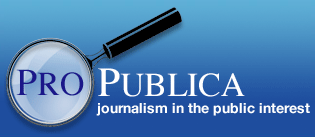 PRO PUBLICA
journalism in the public interest